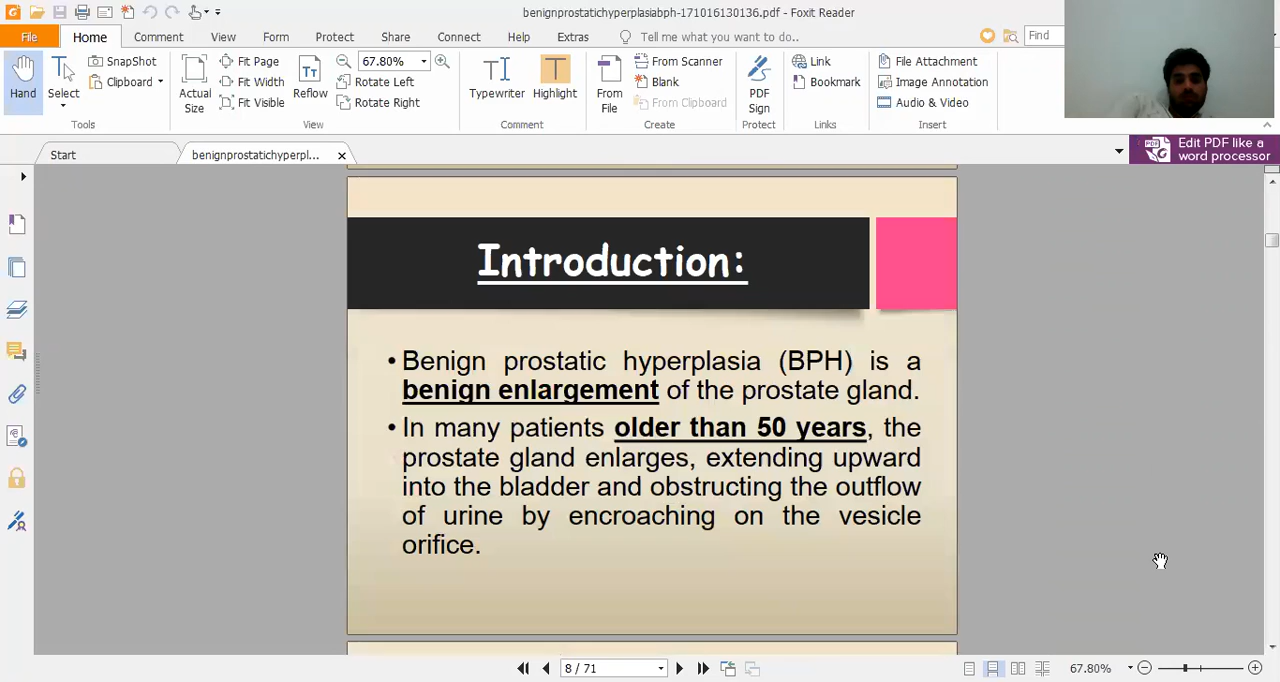 benignprostatichyperplasiabph-171016130136.pdf - Foxit Reader
File Home Comment View Form Protect Share Connect Help Extras Tell me what you want to do.. Find
Hand
Select
SnapShot
Clipboard
Tools
Actual Size
Fit Page
Fit Width
Fit Visible
Reflow
67.80%
Rotate Left
Rotate Right
View
Typewriter
Highlight
Comment
From File
From Scanner
Blank
From Clipboard
Create
PDF Sign
Protect
Link
Bookmark
Links
File Attachment
Image Annotation
Audio & Video
Insert
Start
benignprostatichyperpl...
Edit PDF like a
word processor
Introduction:
• Benign prostatic hyperplasia (BPH) is a
benign enlargement of the prostate gland.
• In many patients older than 50 years, the
prostate gland enlarges, extending upward
into the bladder and obstructing the outflow
of urine by encroaching on the vesicle
orifice.
8 / 71
67.80%